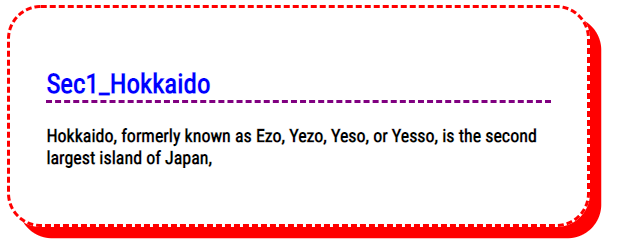 Sec1_Hokkaido
Hokkaido, formerly known as Ezo, Yezo, Yeso, or Yesso, is the second
largest island of Japan,